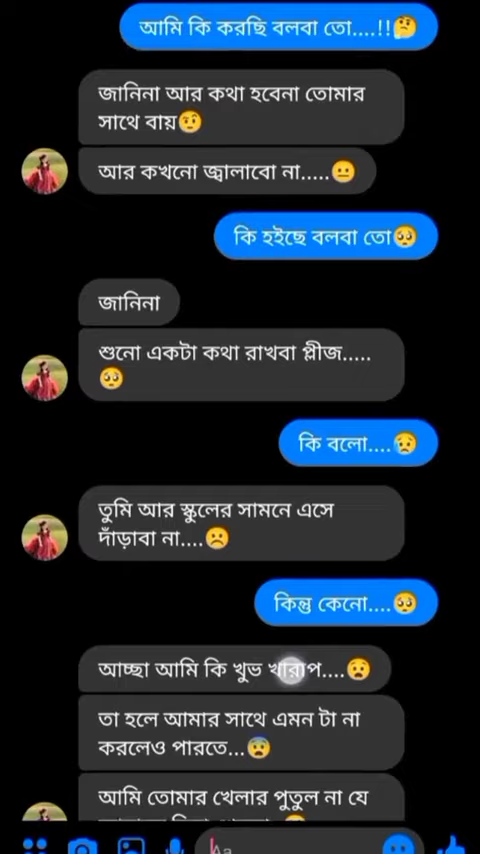 আমি কি করছি বলবা তো....!!🤔
জানিনা আর কথা হবেনা তোমার
সাথে বায়🤨
আর কখনো জ্বালাবো না.....😐
কি হইছে বলবা তো🥺
জানিনা
শুনো একটা কথা রাখবা প্লীজ.....
🥺
কি বলো....😥
তুমি আর স্কুলের সামনে এসে
দাঁড়াবা না....☹️
কিন্তু কেনো....🥺
আচ্ছা আমি কি খুভ খারাপ....😧
তা হলে আমার সাথে এমন টা না
করলেও পারতে...😨
আমি তোমার খেলার পুতুল না যে
Aa